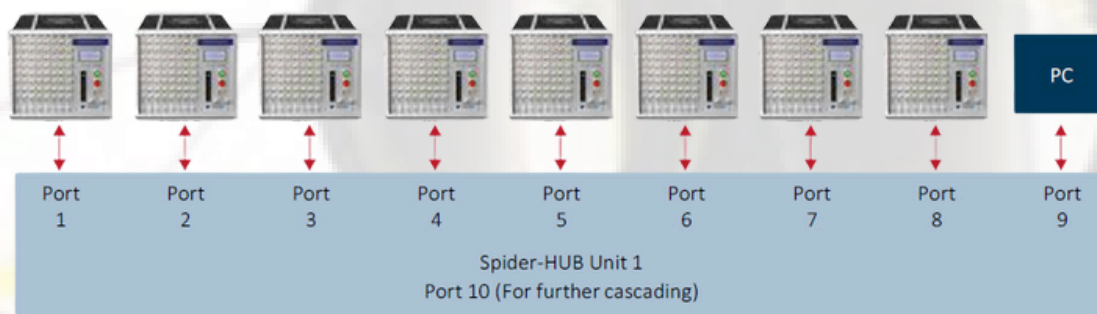 PC
Port Port Port Port Port Port Port Port Port
1 2 3 4 5 6 7 8 9
Spider-HUB Unit 1
Port 10 (For further cascading)